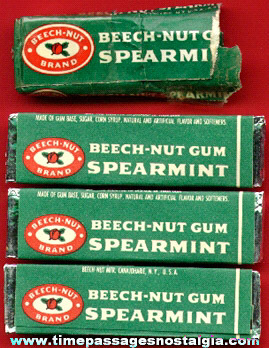 BEECH-NUT
BRAND
BEECH-NUT G
SPEARMI
MADE OF GUM BASE, SUGAR, CORN SYRUP, NATURAL AND ARTIFICIAL FLAVOR AND SOFTENERS.
BEECH-NUT
BRAND
BEECH-NUT GUM
SPEARMINT
MADE OF GUM BASE, SUGAR, CORN SYRUP, NATURAL AND ARTIFICIAL FLAVOR AND SOFTENERS.
BEECH-NUT
BRAND
BEECH-NUT GUM
SPEARMINT
BEECH-NUT MFR. CANAJOHARIE, N.Y., U.S.A.
BEECH-NUT
BRAND
BEECH-NUT GUM
SPEARMINT
www.timepassagesnostalgia.com